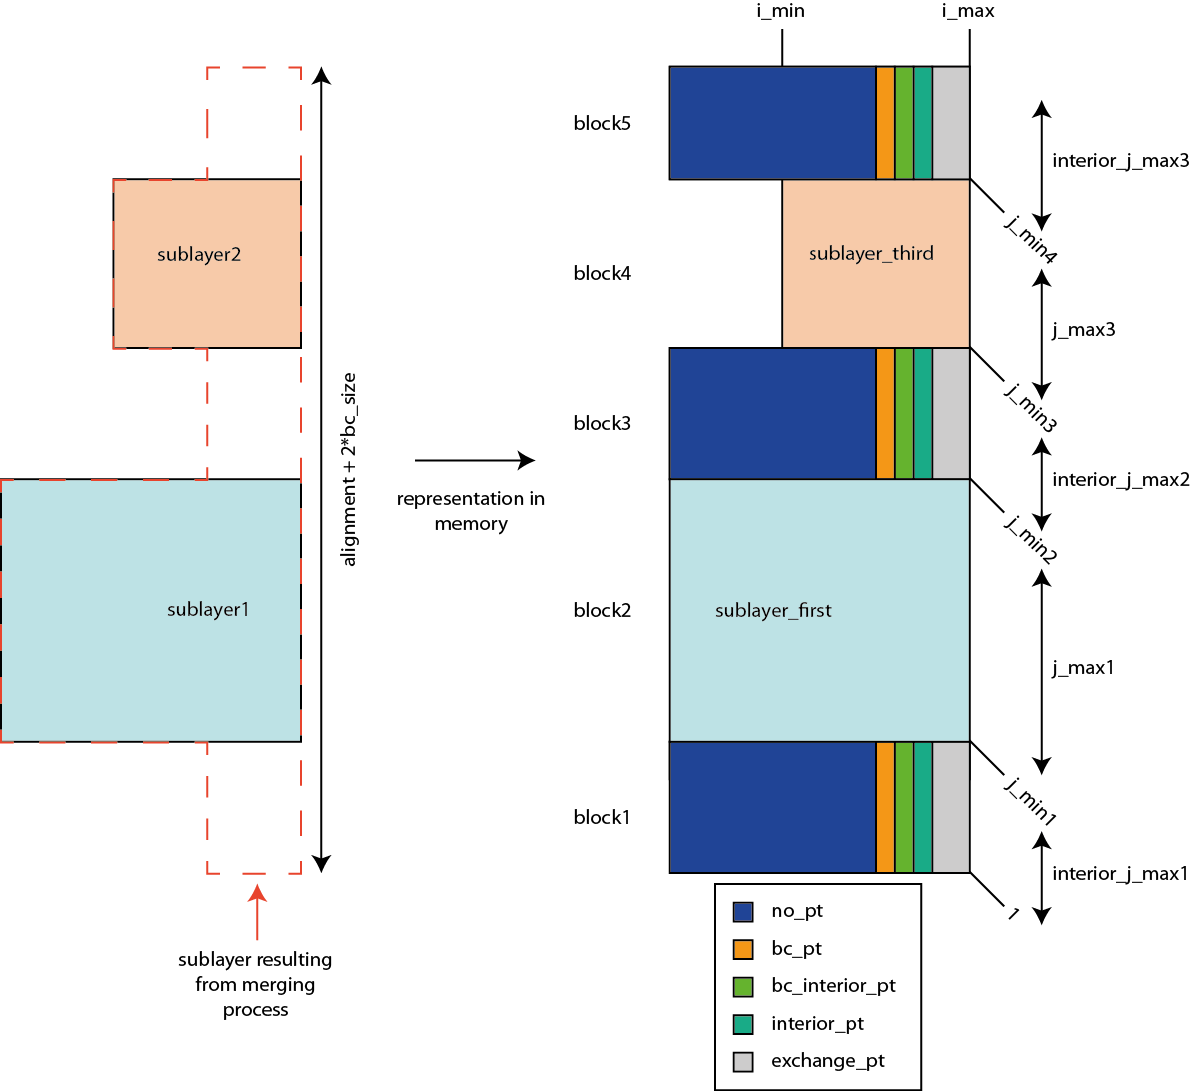 i_min
i_max
block5
interior_j_max3
j_min4
sublayer2
sublayer_third
block4
j_max3
j_min3
alignment + 2*bc_size
block3
interior_j_max2
representation in
memory
j_min2
sublayer1
sublayer_first
block2
j_max1
j_min1
block1
interior_j_max1
1
no_pt
bc_pt
sublayer resulting
from merging
process
bc_interior_pt
interior_pt
exchange_pt